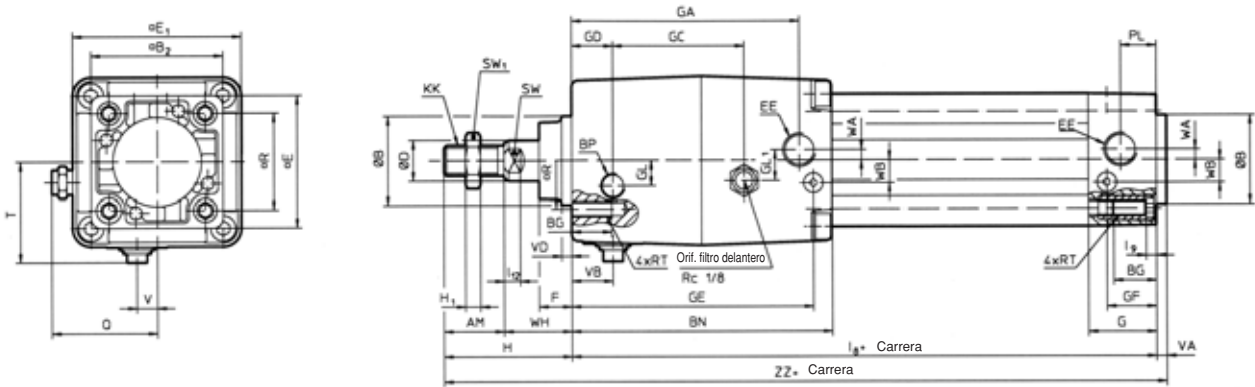 ¤E₁
¤B₂
T
V
Q
¤R
¤E
GA
GD
GC
PL
SW₁
KK
SW
EE
WA
EE
WA
BP
GL
GL₁
WB
WB
ØB
ØD
¤R
ØB
BG
VD
4xRT
Orif. filtro delantero
Rc 1/8
l₁₂
VB
4xRT
l₉
BG
H₁
F
GE
GF
AM
WH
BN
G
H
l₈+ Carrera
VA
ZZ+ Carrera